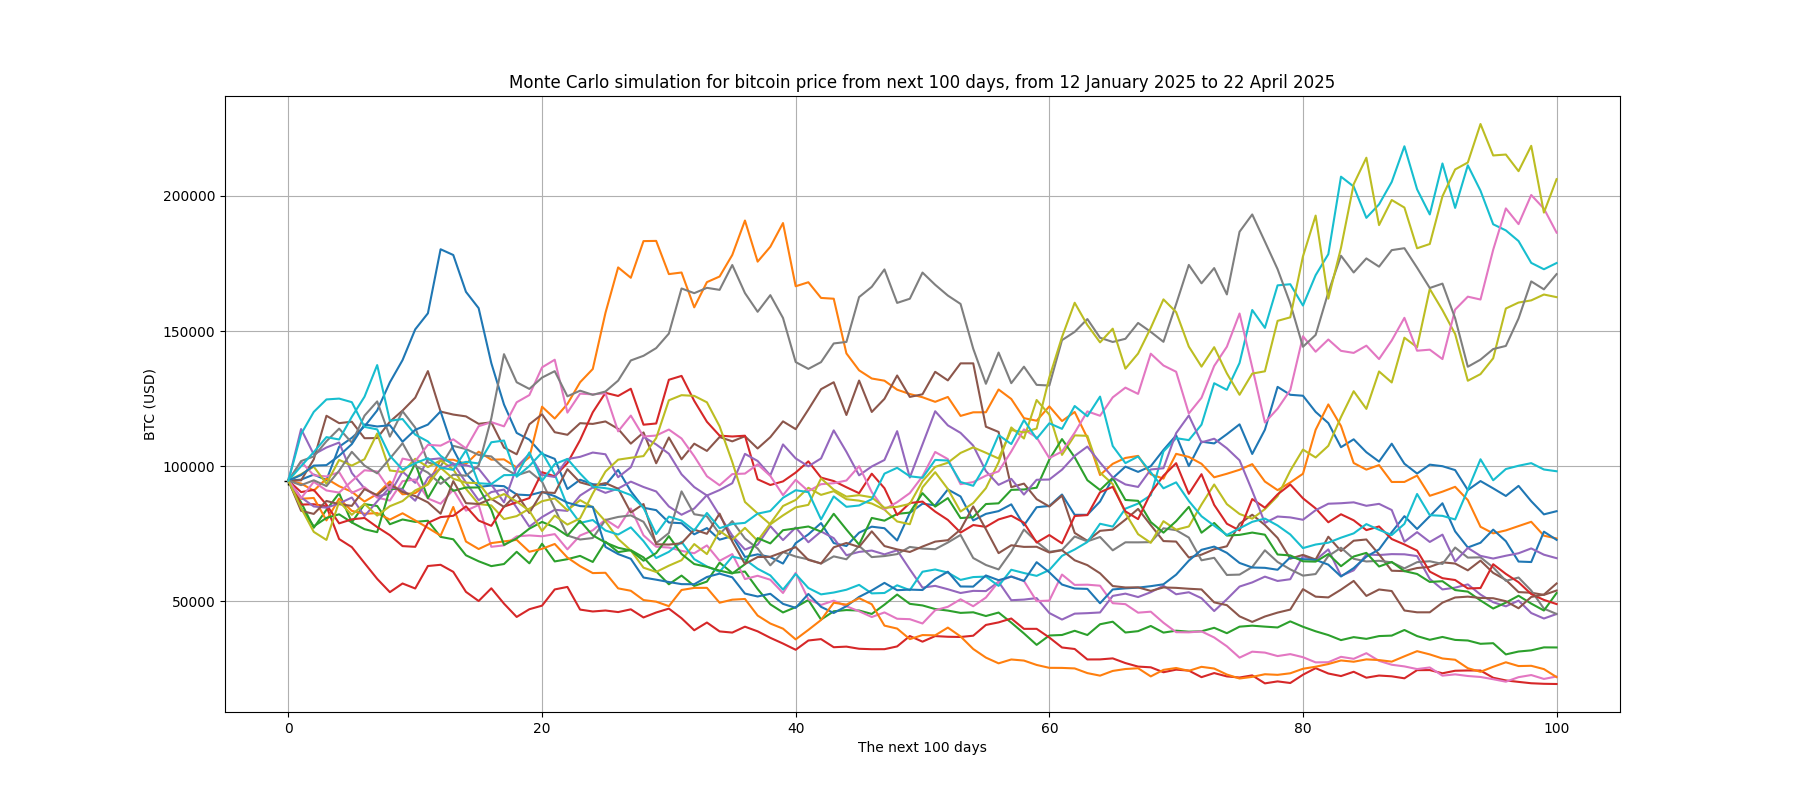 Monte Carlo simulation for bitcoin price from next 100 days, from 12 January 2025 to 22 April 2025
BTC (USD)
200000
150000
100000
50000
0 20 40 60 80 100
The next 100 days